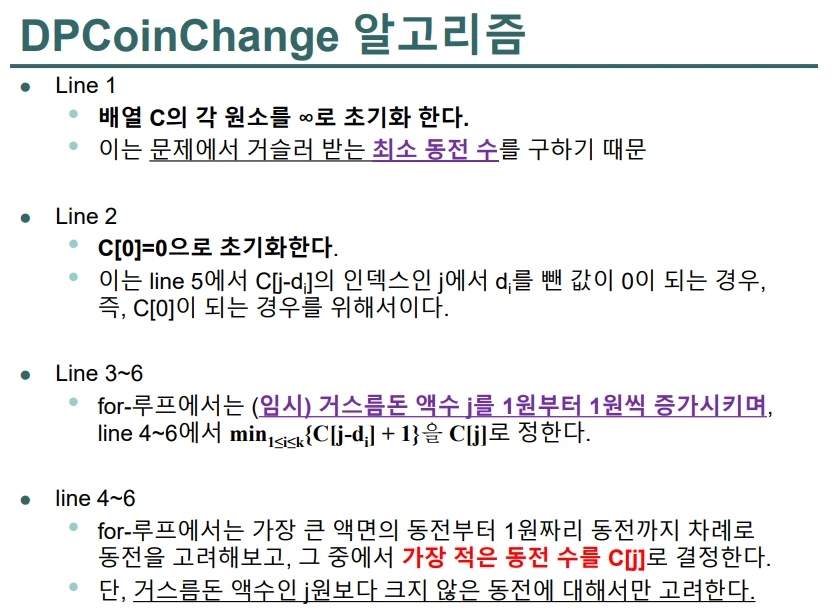 DPCoinChange 알고리즘
• Line 1
• 배열 C의 각 원소를 ∞로 초기화 한다.
• 이는 문제에서 거슬러 받는 최소 동전 수를 구하기 때문
• Line 2
• C[0]=0으로 초기화한다.
• 이는 line 5에서 C[j-di]의 인덱스인 j에서 di를 뺀 값이 0이 되는 경우,
즉, C[0]이 되는 경우를 위해서이다.
• Line 3~6
• for-루프에서는 (임시) 거스름돈 액수 j를 1원부터 1원씩 증가시키며,
line 4~6에서 min1≤i≤k{C[j-di] + 1}을 C[j]로 정한다.
• line 4~6
• for-루프에서는 가장 큰 액면의 동전부터 1원짜리 동전까지 차례로
동전을 고려해보고, 그 중에서 가장 적은 동전 수를 C[j]로 결정한다.
• 단, 거스름돈 액수인 j원보다 크지 않은 동전에 대해서만 고려한다.